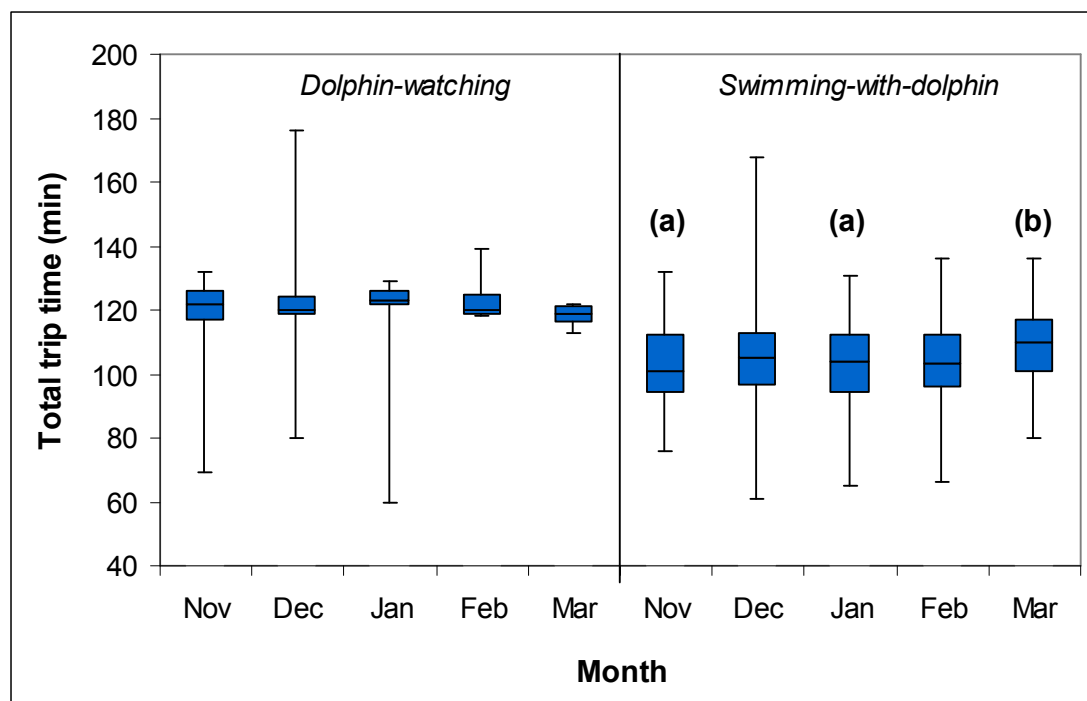 Dolphin-watching Swimming-with-dolphin
200
180
160
140
120
100
80
60
40
Total trip time (min)
(a) (a) (b)
Nov Dec Jan Feb Mar Nov Dec Jan Feb Mar
Month